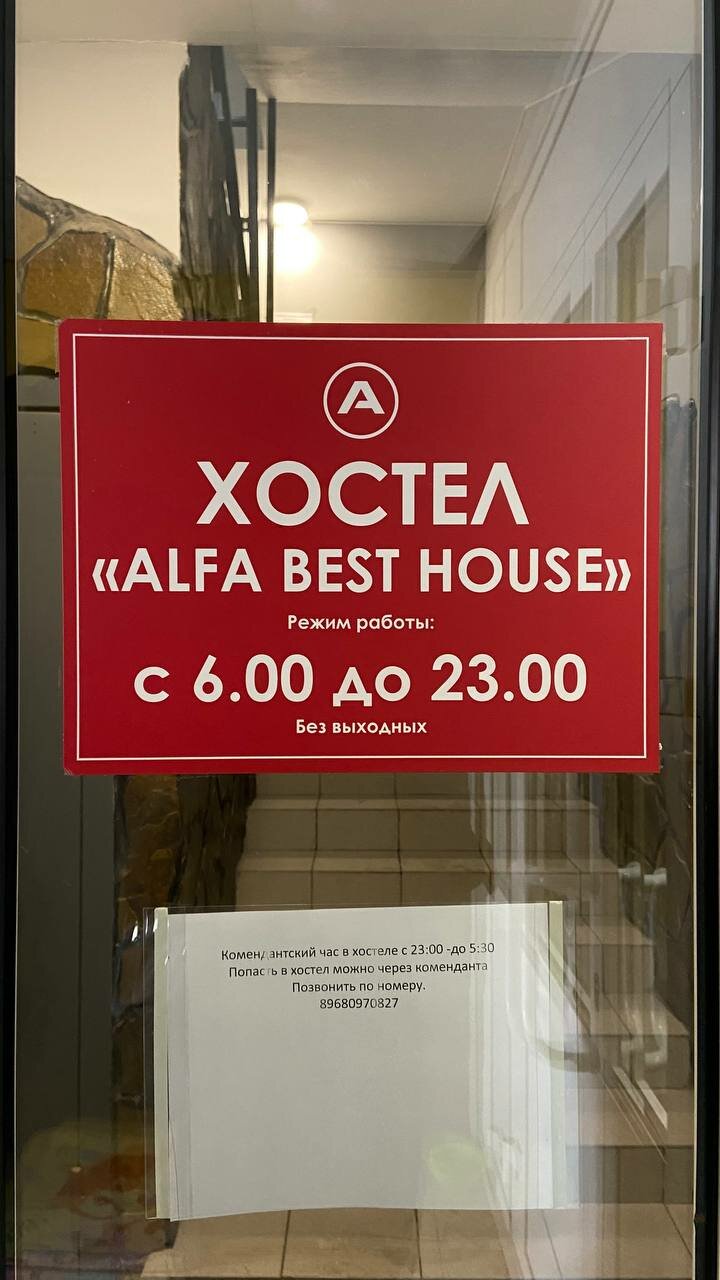 A
ХОСТЕЛ
«ALFA BEST HOUSE»
Режим работы:
с 6.00 до 23.00
Без выходных
Комендантский час в хостеле с 23:00 -до 5:30
Попасть в хостел можно через коменданта
Позвонить по номеру.
89680970827